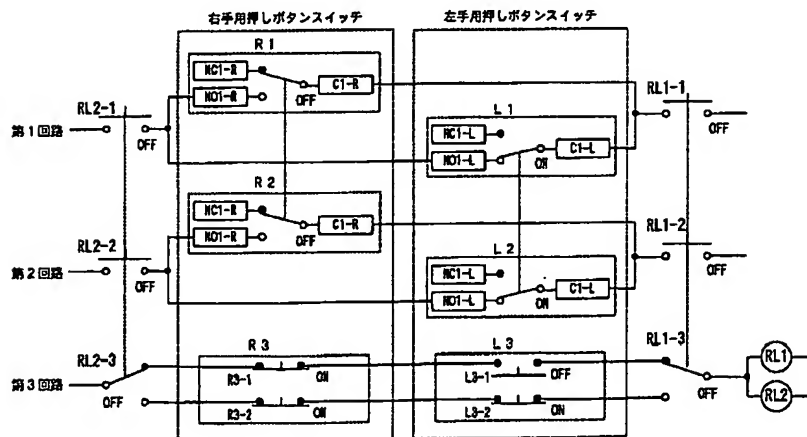 右手用押しボタンスイッチ
左手用押しボタンスイッチ
R1
NC1-R
C1-R
NO1-R
OFF
RL2-1
RL1-1
第1回路
OFF
OFF
L1
NC1-L
NO1-L
C1-L
ON
R2
NC1-R
C1-R
NO1-R
OFF
RL2-2
RL1-2
第2回路
OFF
OFF
L2
NC1-L
NO1-L
C1-L
ON
R3
L3
RL2-3
RL1-3
R3-1
ON
L3-1
OFF
第3回路
OFF
OFF
R3-2
ON
L3-2
ON
RL1
RL2